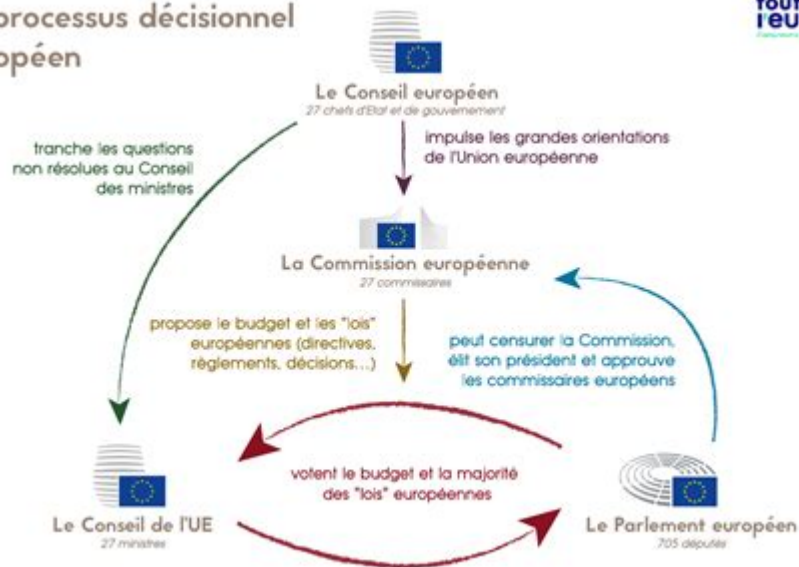 processus décisionnel
opéen
tout
l'eu
Le Conseil européen
27 chefs d'Etat et de gouvernement
tranche les questions
non résolues au Conseil
des ministres
impulse les grandes orientations
de l'Union européenne
La Commission européenne
27 commissaires
propose le budget et les "lois"
européennes (directives,
règlements, décisions...)
peut censurer la Commission,
élit son président et approuve
les commissaires européens
votent le budget et la majorité
des "lois" européennes
Le Conseil de l'UE
27 ministres
Le Parlement européen
705 députés